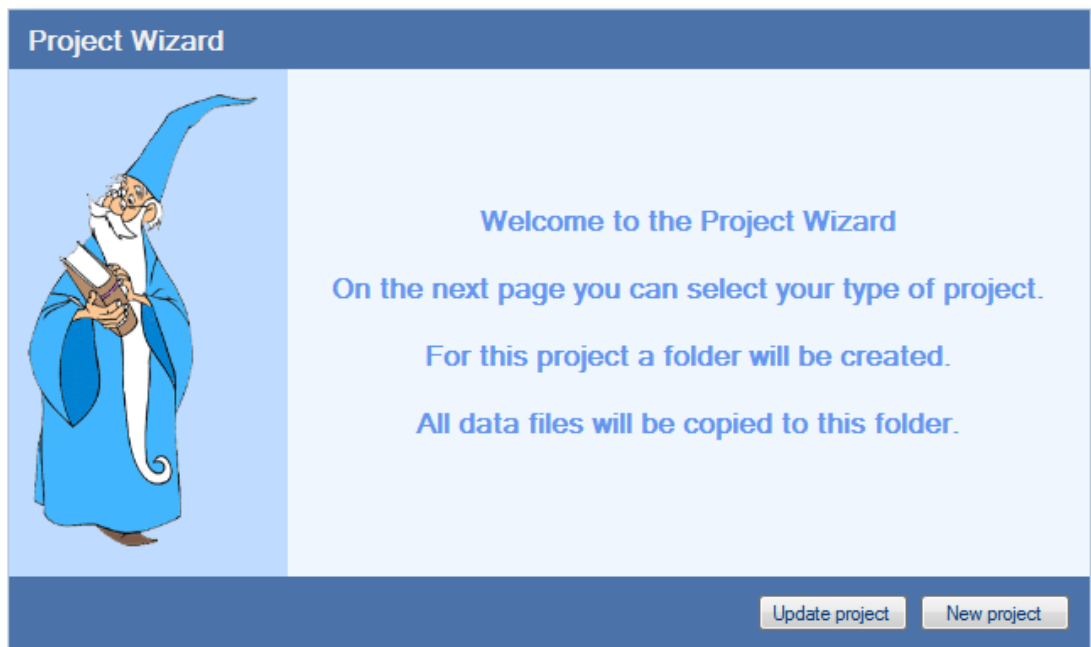 Project Wizard
Welcome to the Project Wizard
On the next page you can select your type of project.
For this project a folder will be created.
All data files will be copied to this folder.
Update project
New project